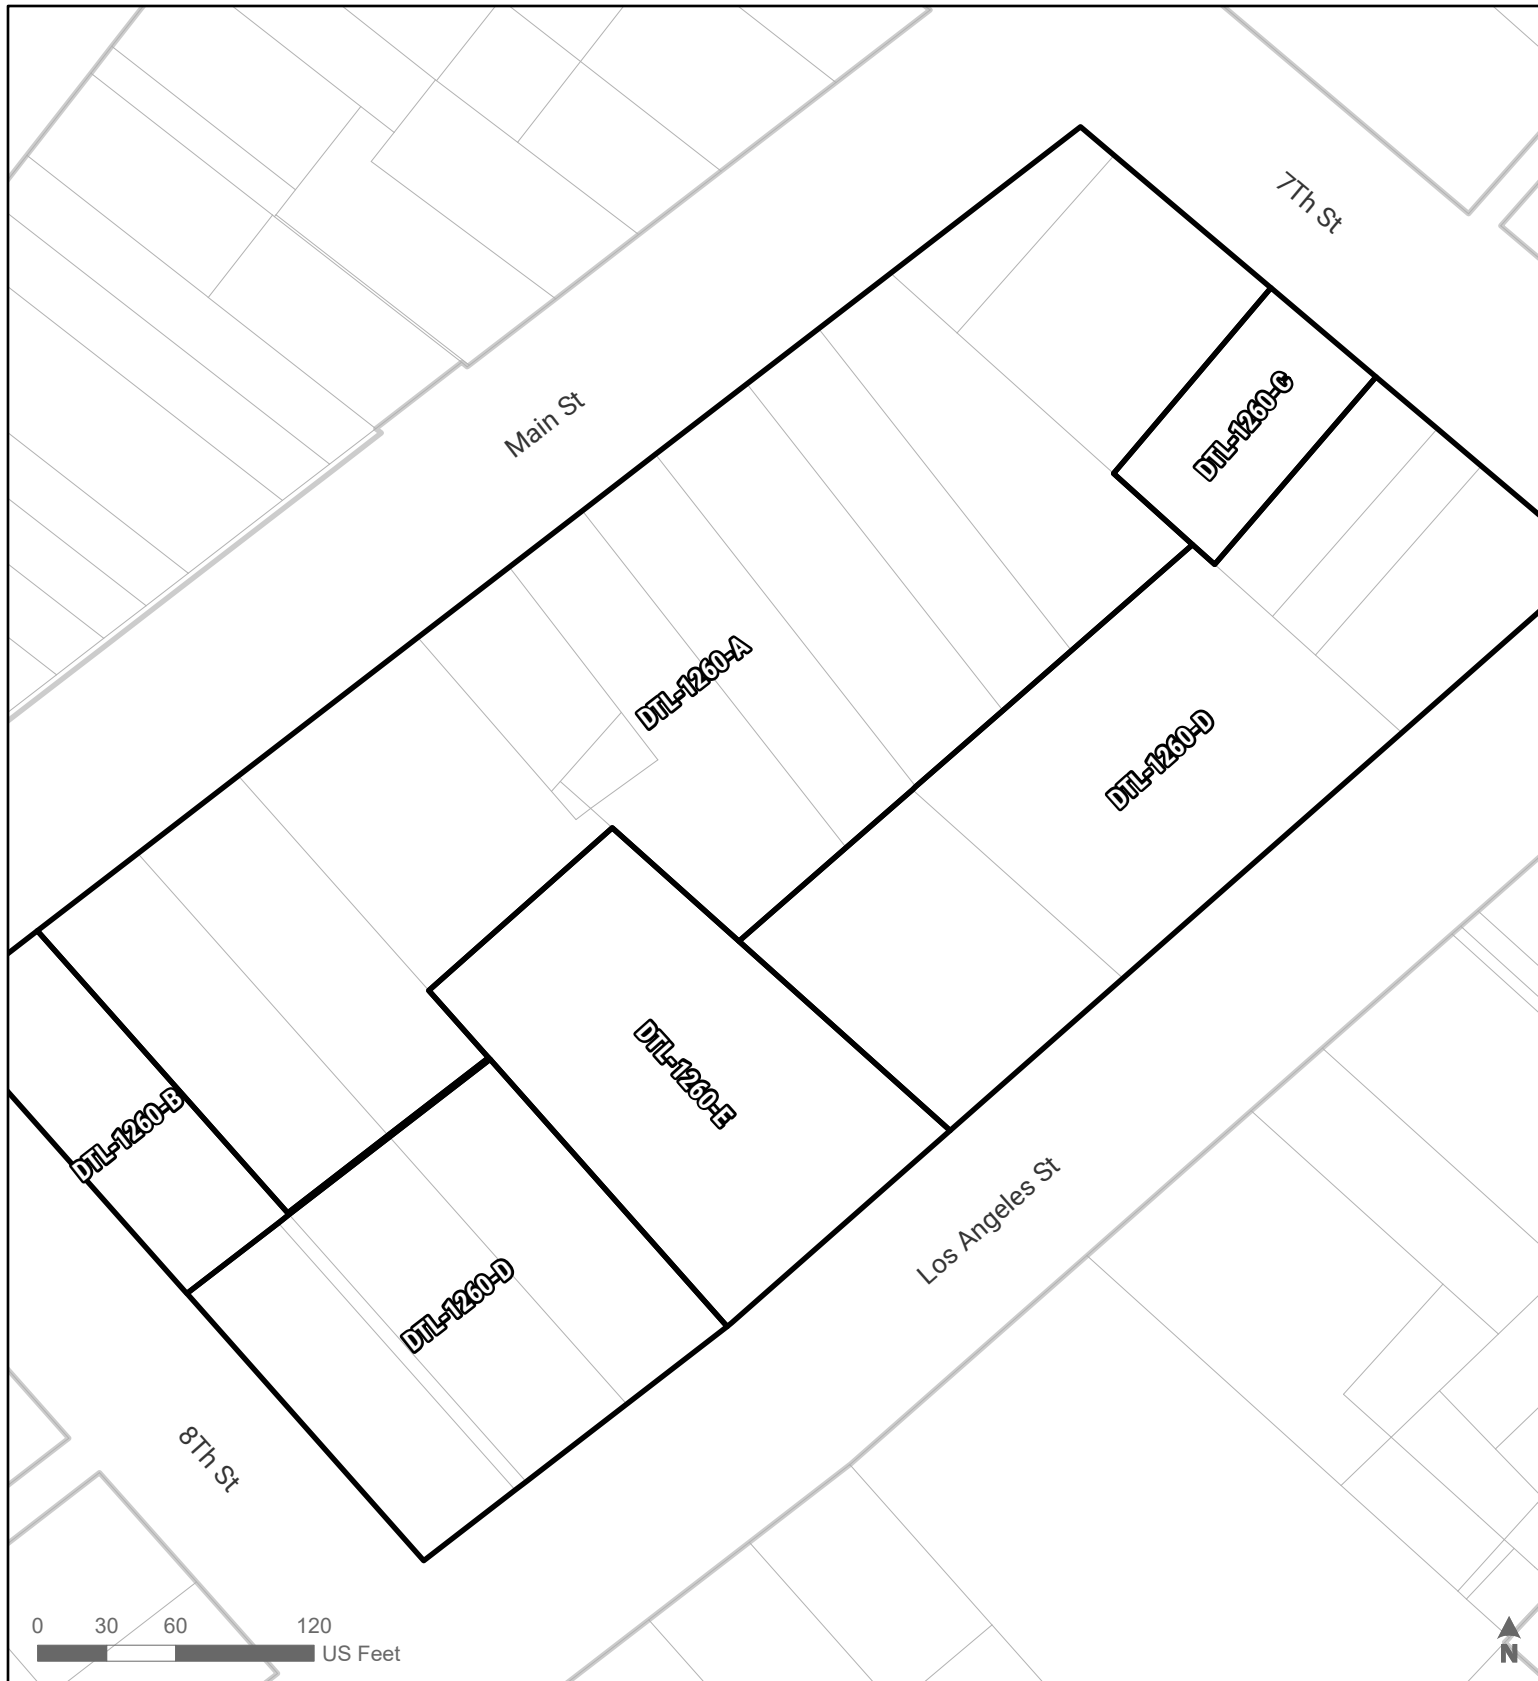 7Th St
DTL-1260-C
Main St
DTL-1260-A
DTL-1260-D
DTL-1260-E
DTL-1260-B
Los Angeles St
DTL-1260-D
8Th St
0 30 60 120
US Feet
N